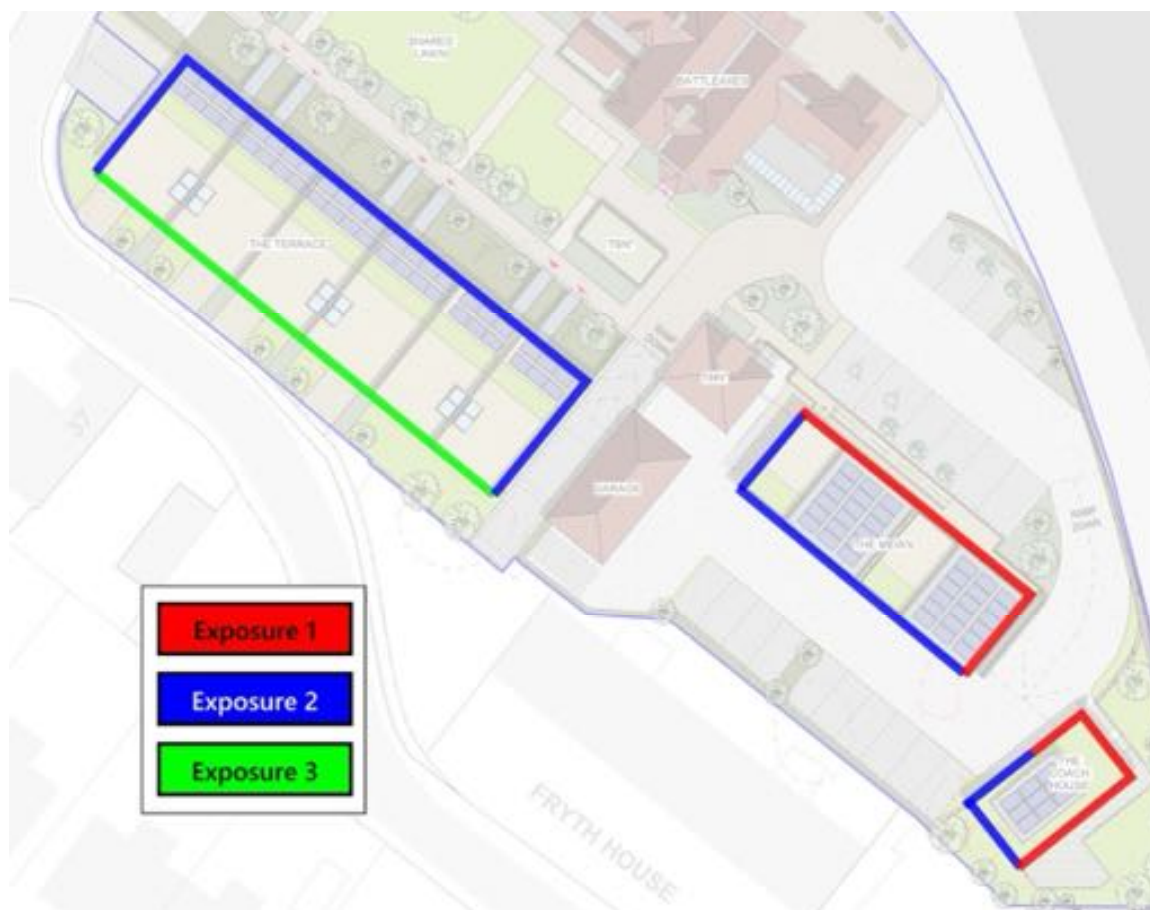 SHARED
LAWN
BATTLEAXES
THE TERRACE
37
GARAGE
THE MEWS
THE
COACH
HOUSE
Exposure 1
Exposure 2
Exposure 3
FRYTH HOUSE